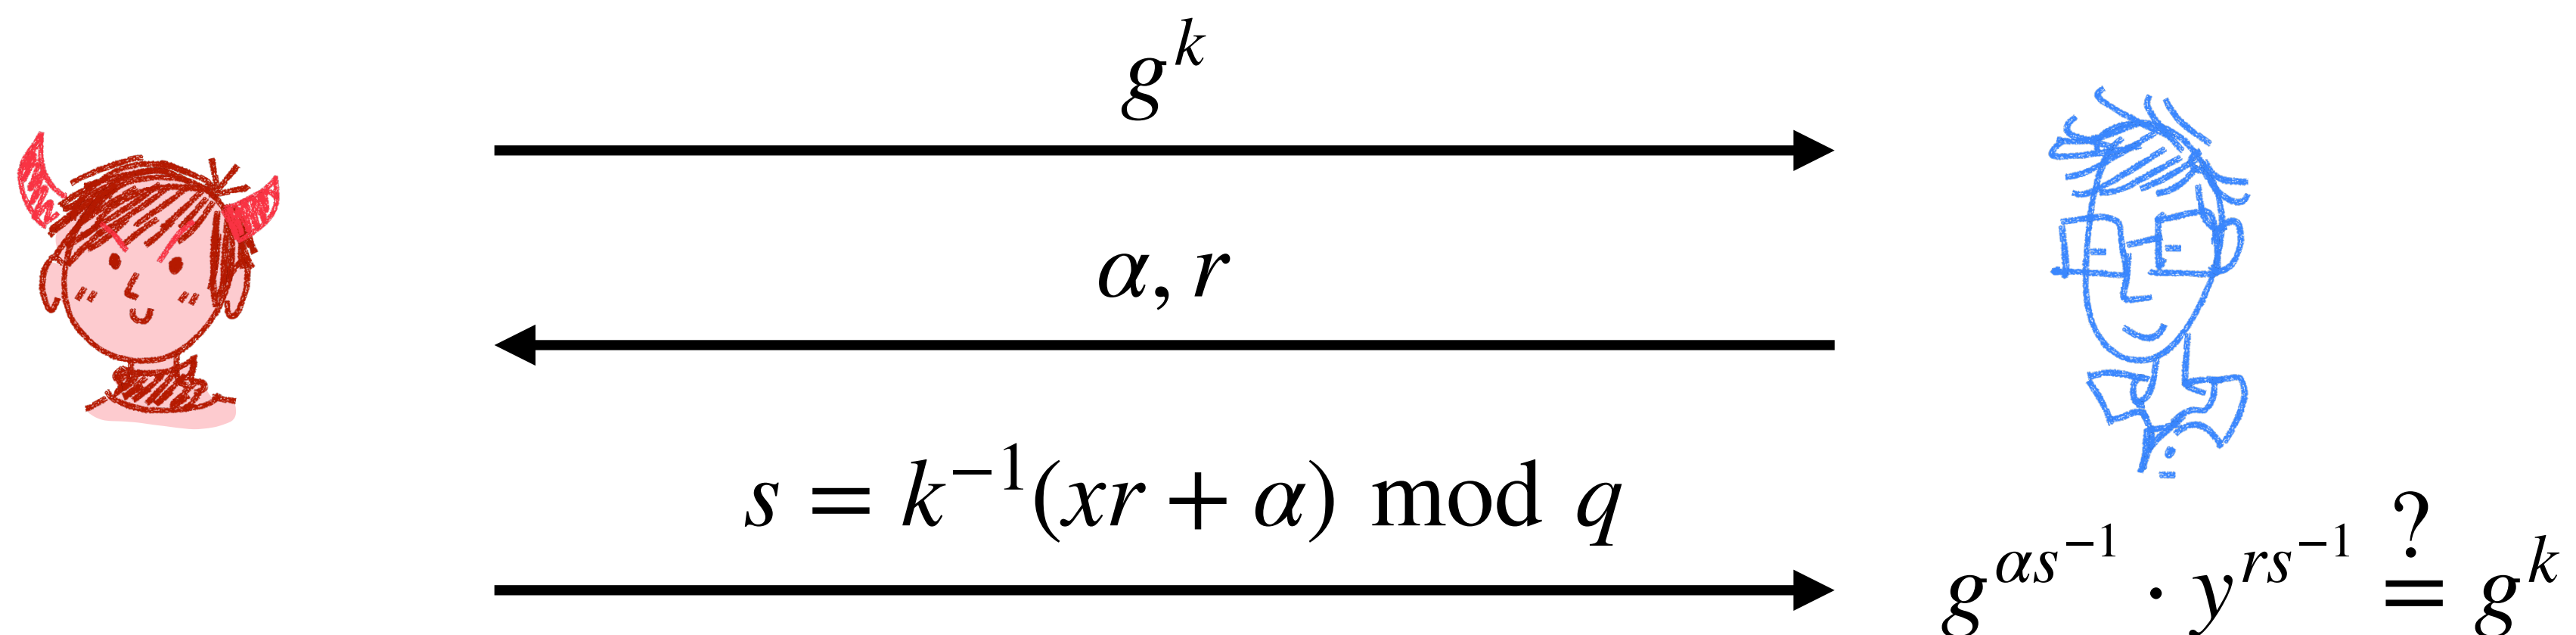 g^k
α, r
s = k^{−1}(xr + α) mod q
g^{αs^{−1}} · y^{rs^{−1}} ≟ g^k